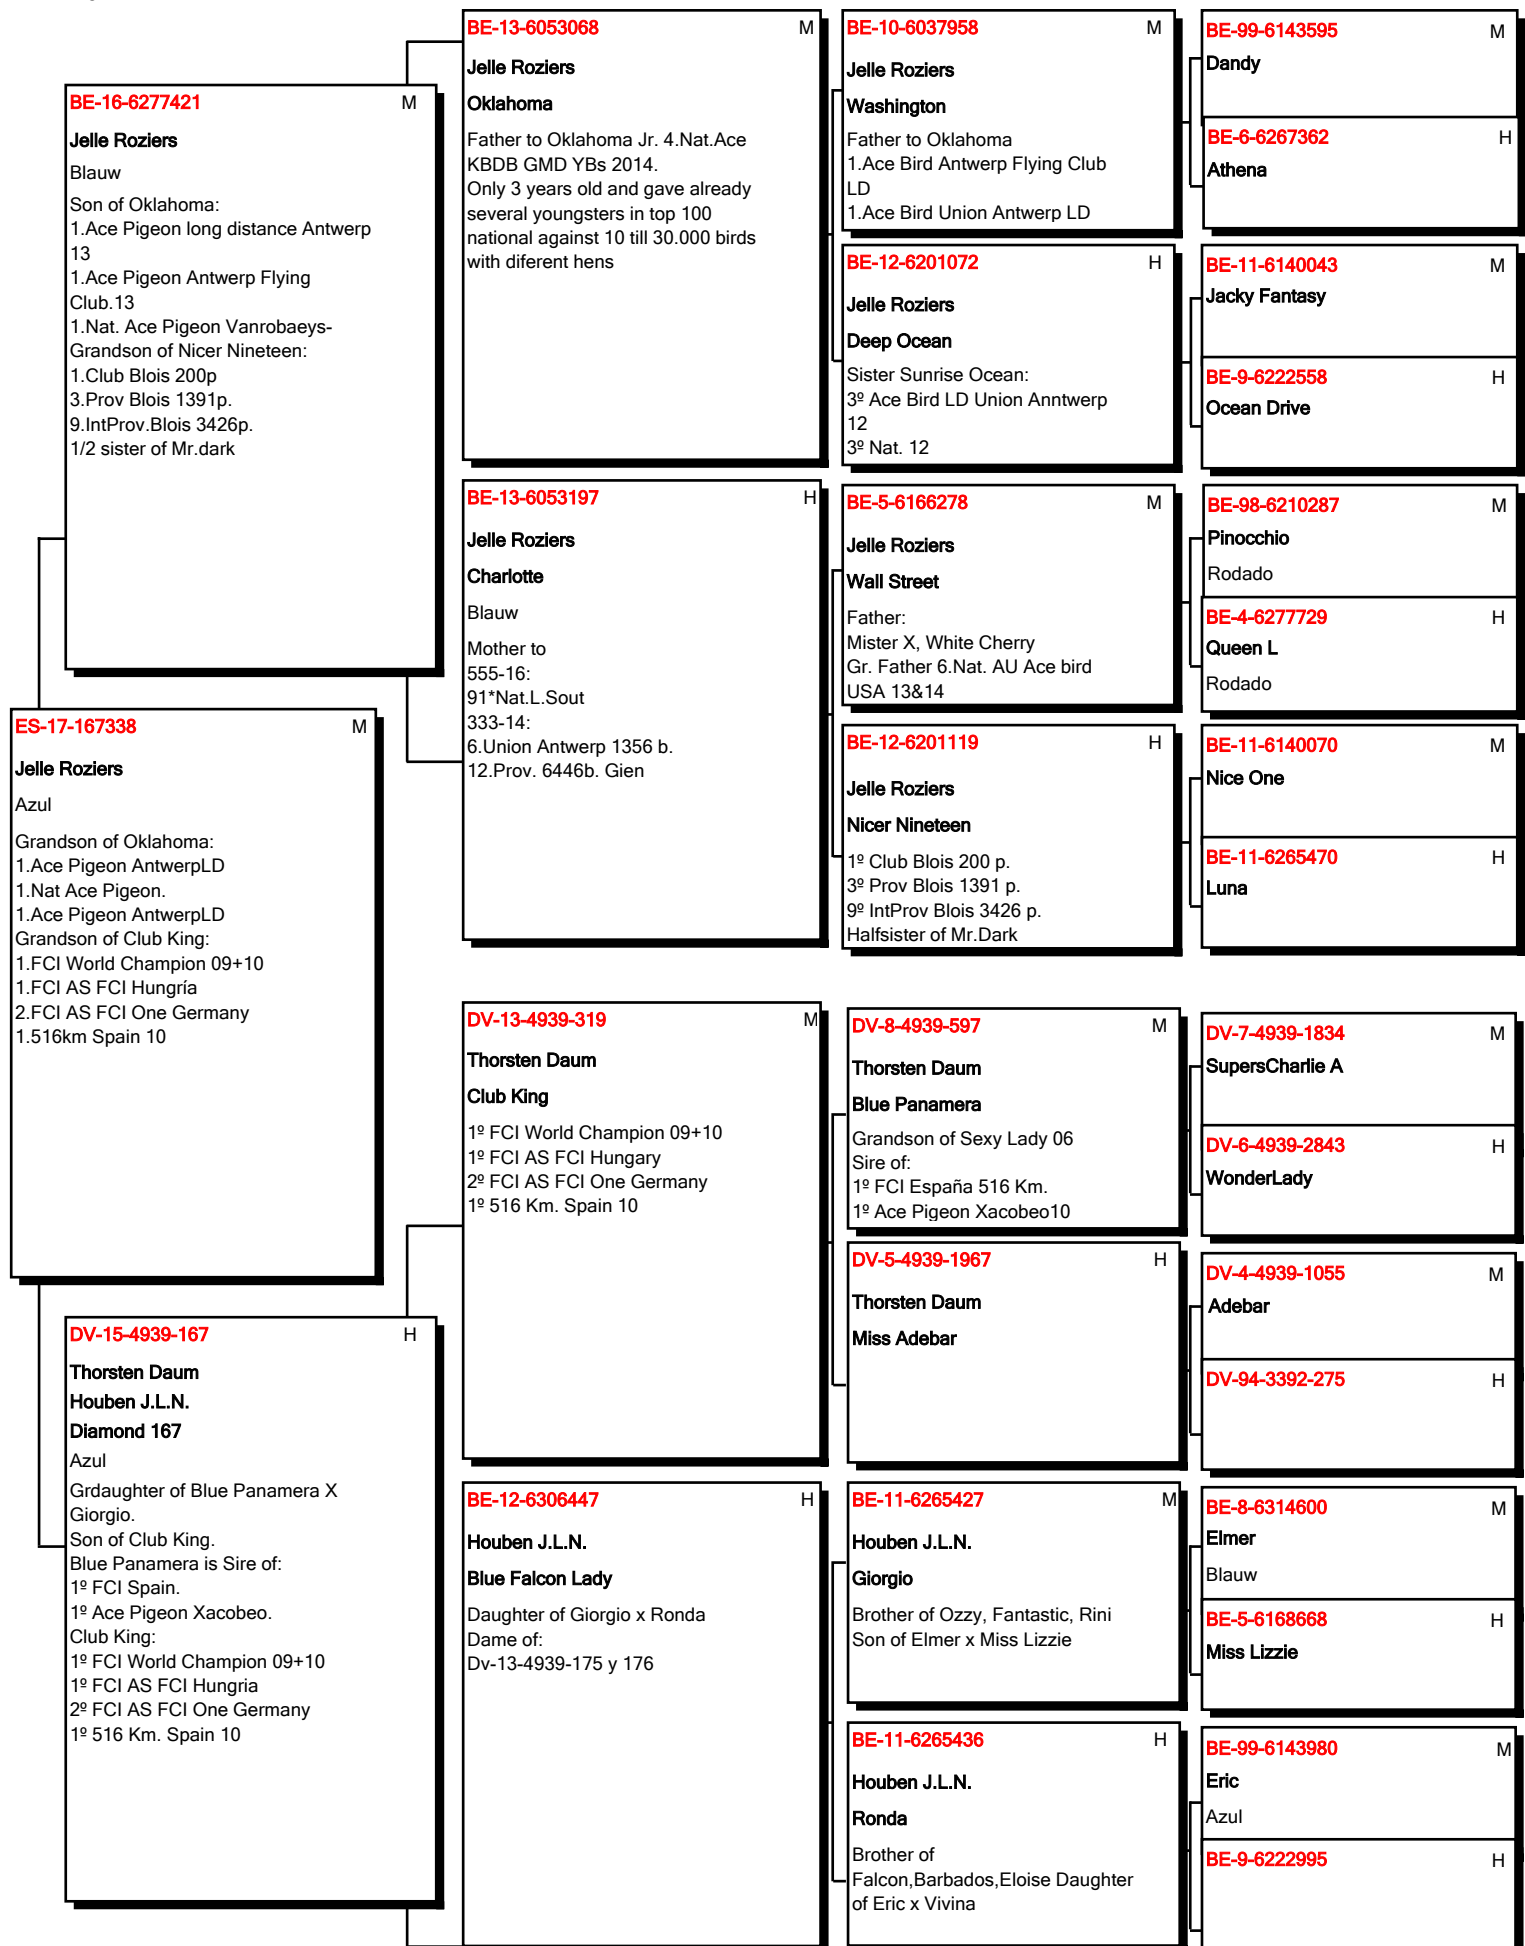 BE-16-6277421 M
Jelle Roziers
Blauw
Son of Oklahoma:
1.Ace Pigeon long distance Antwerp
13
1.Ace Pigeon Antwerp Flying
Club.13
1.Nat. Ace Pigeon Vanrobaeys-
Grandson of Nicer Nineteen:
1.Club Blois 200p
3.Prov Blois 1391p.
9.IntProv.Blois 3426p.
1/2 sister of Mr.dark
ES-17-167338 M
Jelle Roziers
Azul
Grandson of Oklahoma:
1.Ace Pigeon AntwerpLD
1.Nat Ace Pigeon.
1.Ace Pigeon AntwerpLD
Grandson of Club King:
1.FCI World Champion 09+10
1.FCI AS FCI Hungría
2.FCI AS FCI One Germany
1.516km Spain 10
DV-15-4939-167 H
Thorsten Daum
Houben J.L.N.
Diamond 167
Azul
Grdaughter of Blue Panamera X
Giorgio.
Son of Club King.
Blue Panamera is Sire of:
1º FCI Spain.
1º Ace Pigeon Xacobeo.
Club King:
1º FCI World Champion 09+10
1º FCI AS FCI Hungria
2º FCI AS FCI One Germany
1º 516 Km. Spain 10
BE-13-6053068 M
Jelle Roziers
Oklahoma
Father to Oklahoma Jr. 4.Nat.Ace
KBDB GMD YBs 2014.
Only 3 years old and gave already
several youngsters in top 100
national against 10 till 30.000 birds
with diferent hens
BE-13-6053197 H
Jelle Roziers
Charlotte
Blauw
Mother to
555-16:
91*Nat.L.Sout
333-14:
6.Union Antwerp 1356 b.
12.Prov. 6446b. Gien
DV-13-4939-319 M
Thorsten Daum
Club King
1º FCI World Champion 09+10
1º FCI AS FCI Hungary
2º FCI AS FCI One Germany
1º 516 Km. Spain 10
BE-12-6306447 H
Houben J.L.N.
Blue Falcon Lady
Daughter of Giorgio x Ronda
Dame of:
Dv-13-4939-175 y 176
BE-10-6037958 M
Jelle Roziers
Washington
Father to Oklahoma
1.Ace Bird Antwerp Flying Club
LD
1.Ace Bird Union Antwerp LD
BE-12-6201072 H
Jelle Roziers
Deep Ocean
Sister Sunrise Ocean:
3º Ace Bird LD Union Anntwerp
12
3º Nat. 12
BE-5-6166278 M
Jelle Roziers
Wall Street
Father:
Mister X, White Cherry
Gr. Father 6.Nat. AU Ace bird
USA 13&14
BE-12-6201119 H
Jelle Roziers
Nicer Nineteen
1º Club Blois 200 p.
3º Prov Blois 1391 p.
9º IntProv Blois 3426 p.
Halfsister of Mr.Dark
DV-8-4939-597 M
Thorsten Daum
Blue Panamera
Grandson of Sexy Lady 06
Sire of:
1º FCI España 516 Km.
1º Ace Pigeon Xacobeo10
DV-5-4939-1967 H
Thorsten Daum
Miss Adebar
BE-11-6265427 M
Houben J.L.N.
Giorgio
Brother of Ozzy, Fantastic, Rini
Son of Elmer x Miss Lizzie
BE-11-6265436 H
Houben J.L.N.
Ronda
Brother of
Falcon,Barbados,Eloise Daughter
of Eric x Vivina
BE-99-6143595 M
Dandy
BE-6-6267362 H
Athena
BE-11-6140043 M
Jacky Fantasy
BE-9-6222558 H
Ocean Drive
BE-98-6210287 M
Pinocchio
Rodado
BE-4-6277729 H
Queen L
Rodado
BE-11-6140070 M
Nice One
BE-11-6265470 H
Luna
DV-7-4939-1834 M
SupersCharlie A
DV-6-4939-2843 H
WonderLady
DV-4-4939-1055 M
Adebar
DV-94-3392-275 H
BE-8-6314600 M
Elmer
Blauw
BE-5-6168668 H
Miss Lizzie
BE-99-6143980 M
Eric
Azul
BE-9-6222995 H